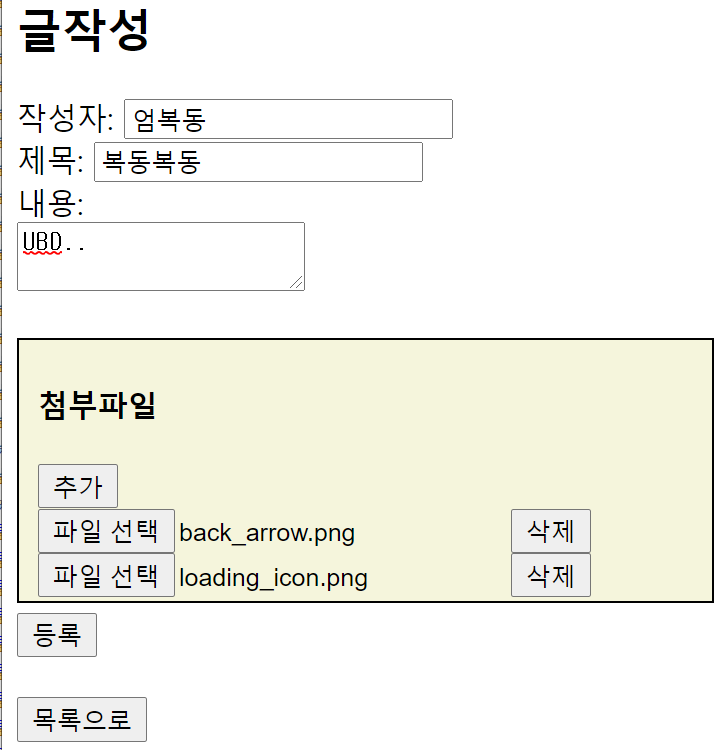 글작성
작성자: 엄복동
제목: 복동복동
내용:
UBD..
첨부파일
추가
파일 선택 back_arrow.png 삭제
파일 선택 loading_icon.png 삭제
등록
목록으로